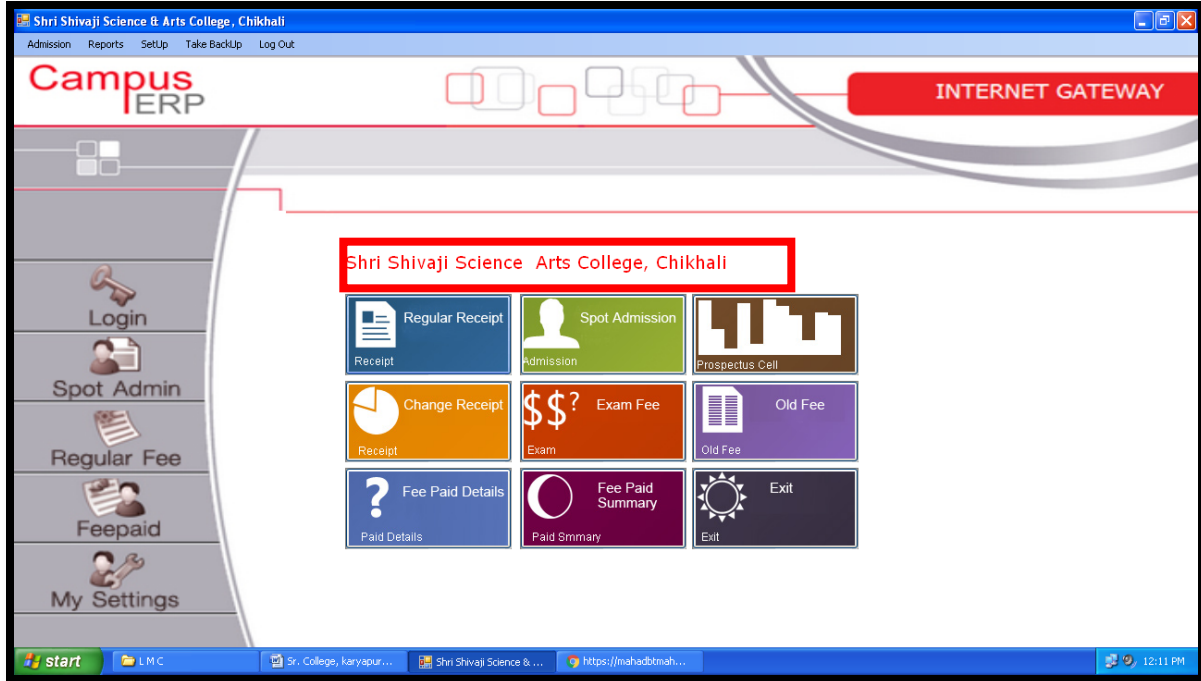 Shri Shivaji Science & Arts College, Chikhali
Admission Reports SetUp Take BackUp Log Out
Campus
ERP
INTERNET GATEWAY
Login
Spot Admin
Regular Fee
Feepaid
My Settings
Shri Shivaji Science Arts College, Chikhali
Regular Receipt
Receipt
Spot Admission
Admission
Prospectus Cell
Change Receipt
Receipt
$$?
Exam Fee
Exam
Old Fee
Old Fee
?
Fee Paid Details
Paid Details
Fee Paid
Summary
Paid Smmary
Exit
Exit
start
L M C
Sr. College, karyapur...
Shri Shivaji Science & ...
https://mahadbtmah...
12:11 PM